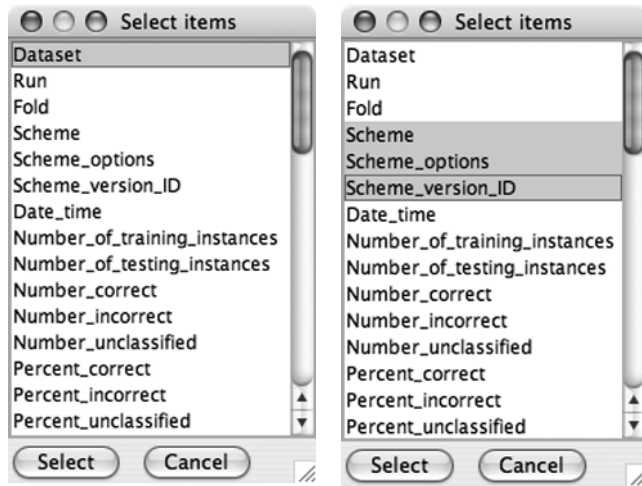 Select items
Dataset
Run
Fold
Scheme
Scheme_options
Scheme_version_ID
Date_time
Number_of_training_instances
Number_of_testing_instances
Number_correct
Number_incorrect
Number_unclassified
Percent_correct
Percent_incorrect
Percent_unclassified
Select Cancel
Select items
Dataset
Run
Fold
Scheme
Scheme_options
Scheme_version_ID
Date_time
Number_of_training_instances
Number_of_testing_instances
Number_correct
Number_incorrect
Number_unclassified
Percent_correct
Percent_incorrect
Percent_unclassified
Select Cancel